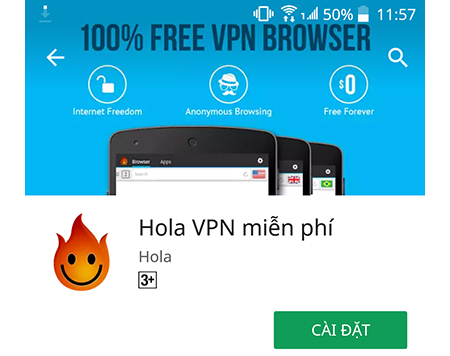 50% 11:57
100% FREE VPN BROWSER
Internet Freedom
Anonymous Browsing
$0
Free Forever
Browser Apps
Search
Hola VPN miễn phí
Hola
3+
CÀI ĐẶT